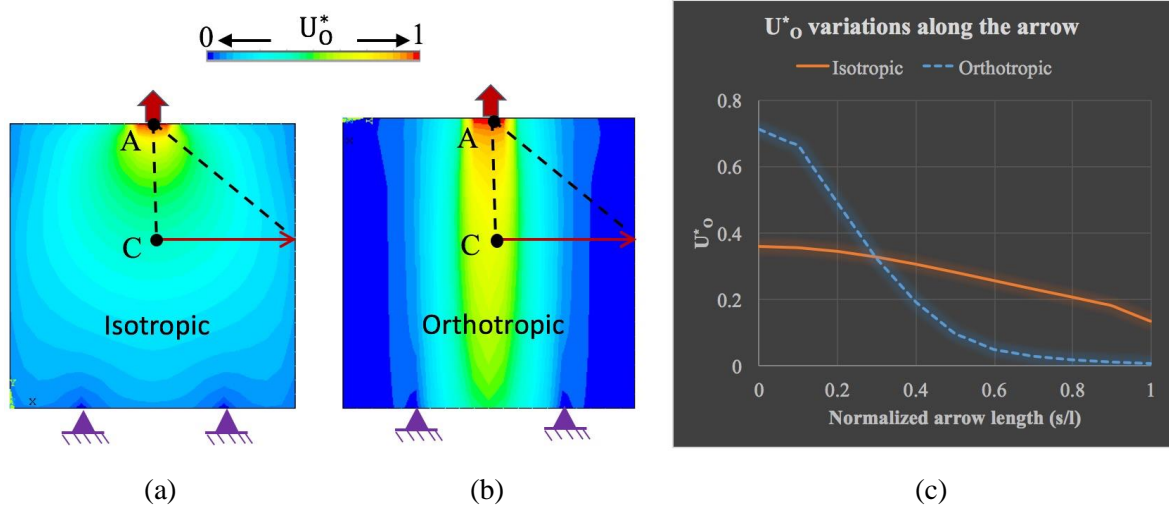 0 U*O 1
A
C
Isotropic
Y
X
A
C
Orthotropic
X
U*O variations along the arrow
Isotropic Orthotropic
0.8
0.6
0.4
0.2
0
U*O
0 0.2 0.4 0.6 0.8 1
Normalized arrow length (s/l)
(a) (b) (c)